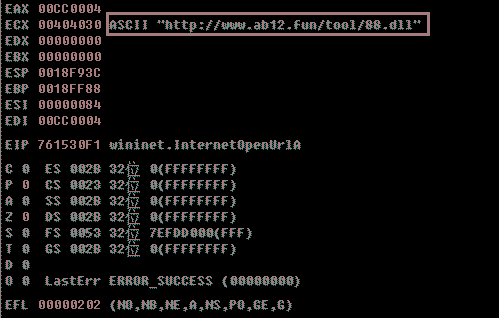 EAX 00CC0004
ECX 00404030 ASCII "http://www.ab12.fun/tool/88.dll"
EDX 00000000
EBX 00000000
ESP 0018F93C
EBP 0018FF88
ESI 00000084
EDI 00CC0004
EIP 761530F1 wininet.InternetOpenUrlA
C 0 ES 002B 32位 0(FFFFFFFF)
P 0 CS 0023 32位 0(FFFFFFFF)
A 0 SS 002B 32位 0(FFFFFFFF)
Z 0 DS 002B 32位 0(FFFFFFFF)
S 0 FS 0053 32位 7EFDD000(FFF)
T 0 GS 002B 32位 0(FFFFFFFF)
D 0
O 0 LastErr ERROR_SUCCESS (00000000)
EFL 00000202 (NO,NB,NE,A,NS,PO,GE,G)